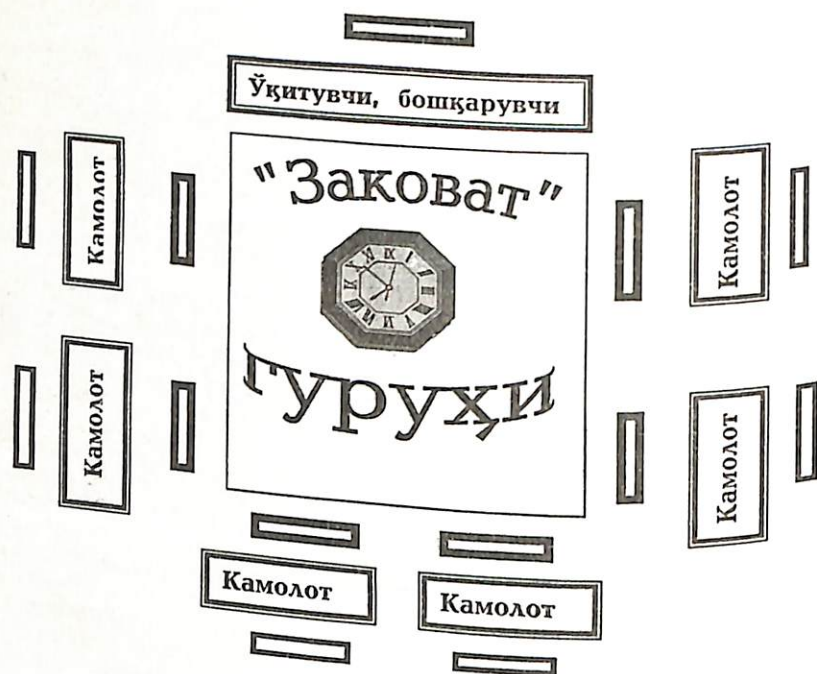 Ўқитувчи, бошқарувчи
"Заковат"
гуруҳи
Камолот
Камолот
Камолот
Камолот
Камолот
Камолот